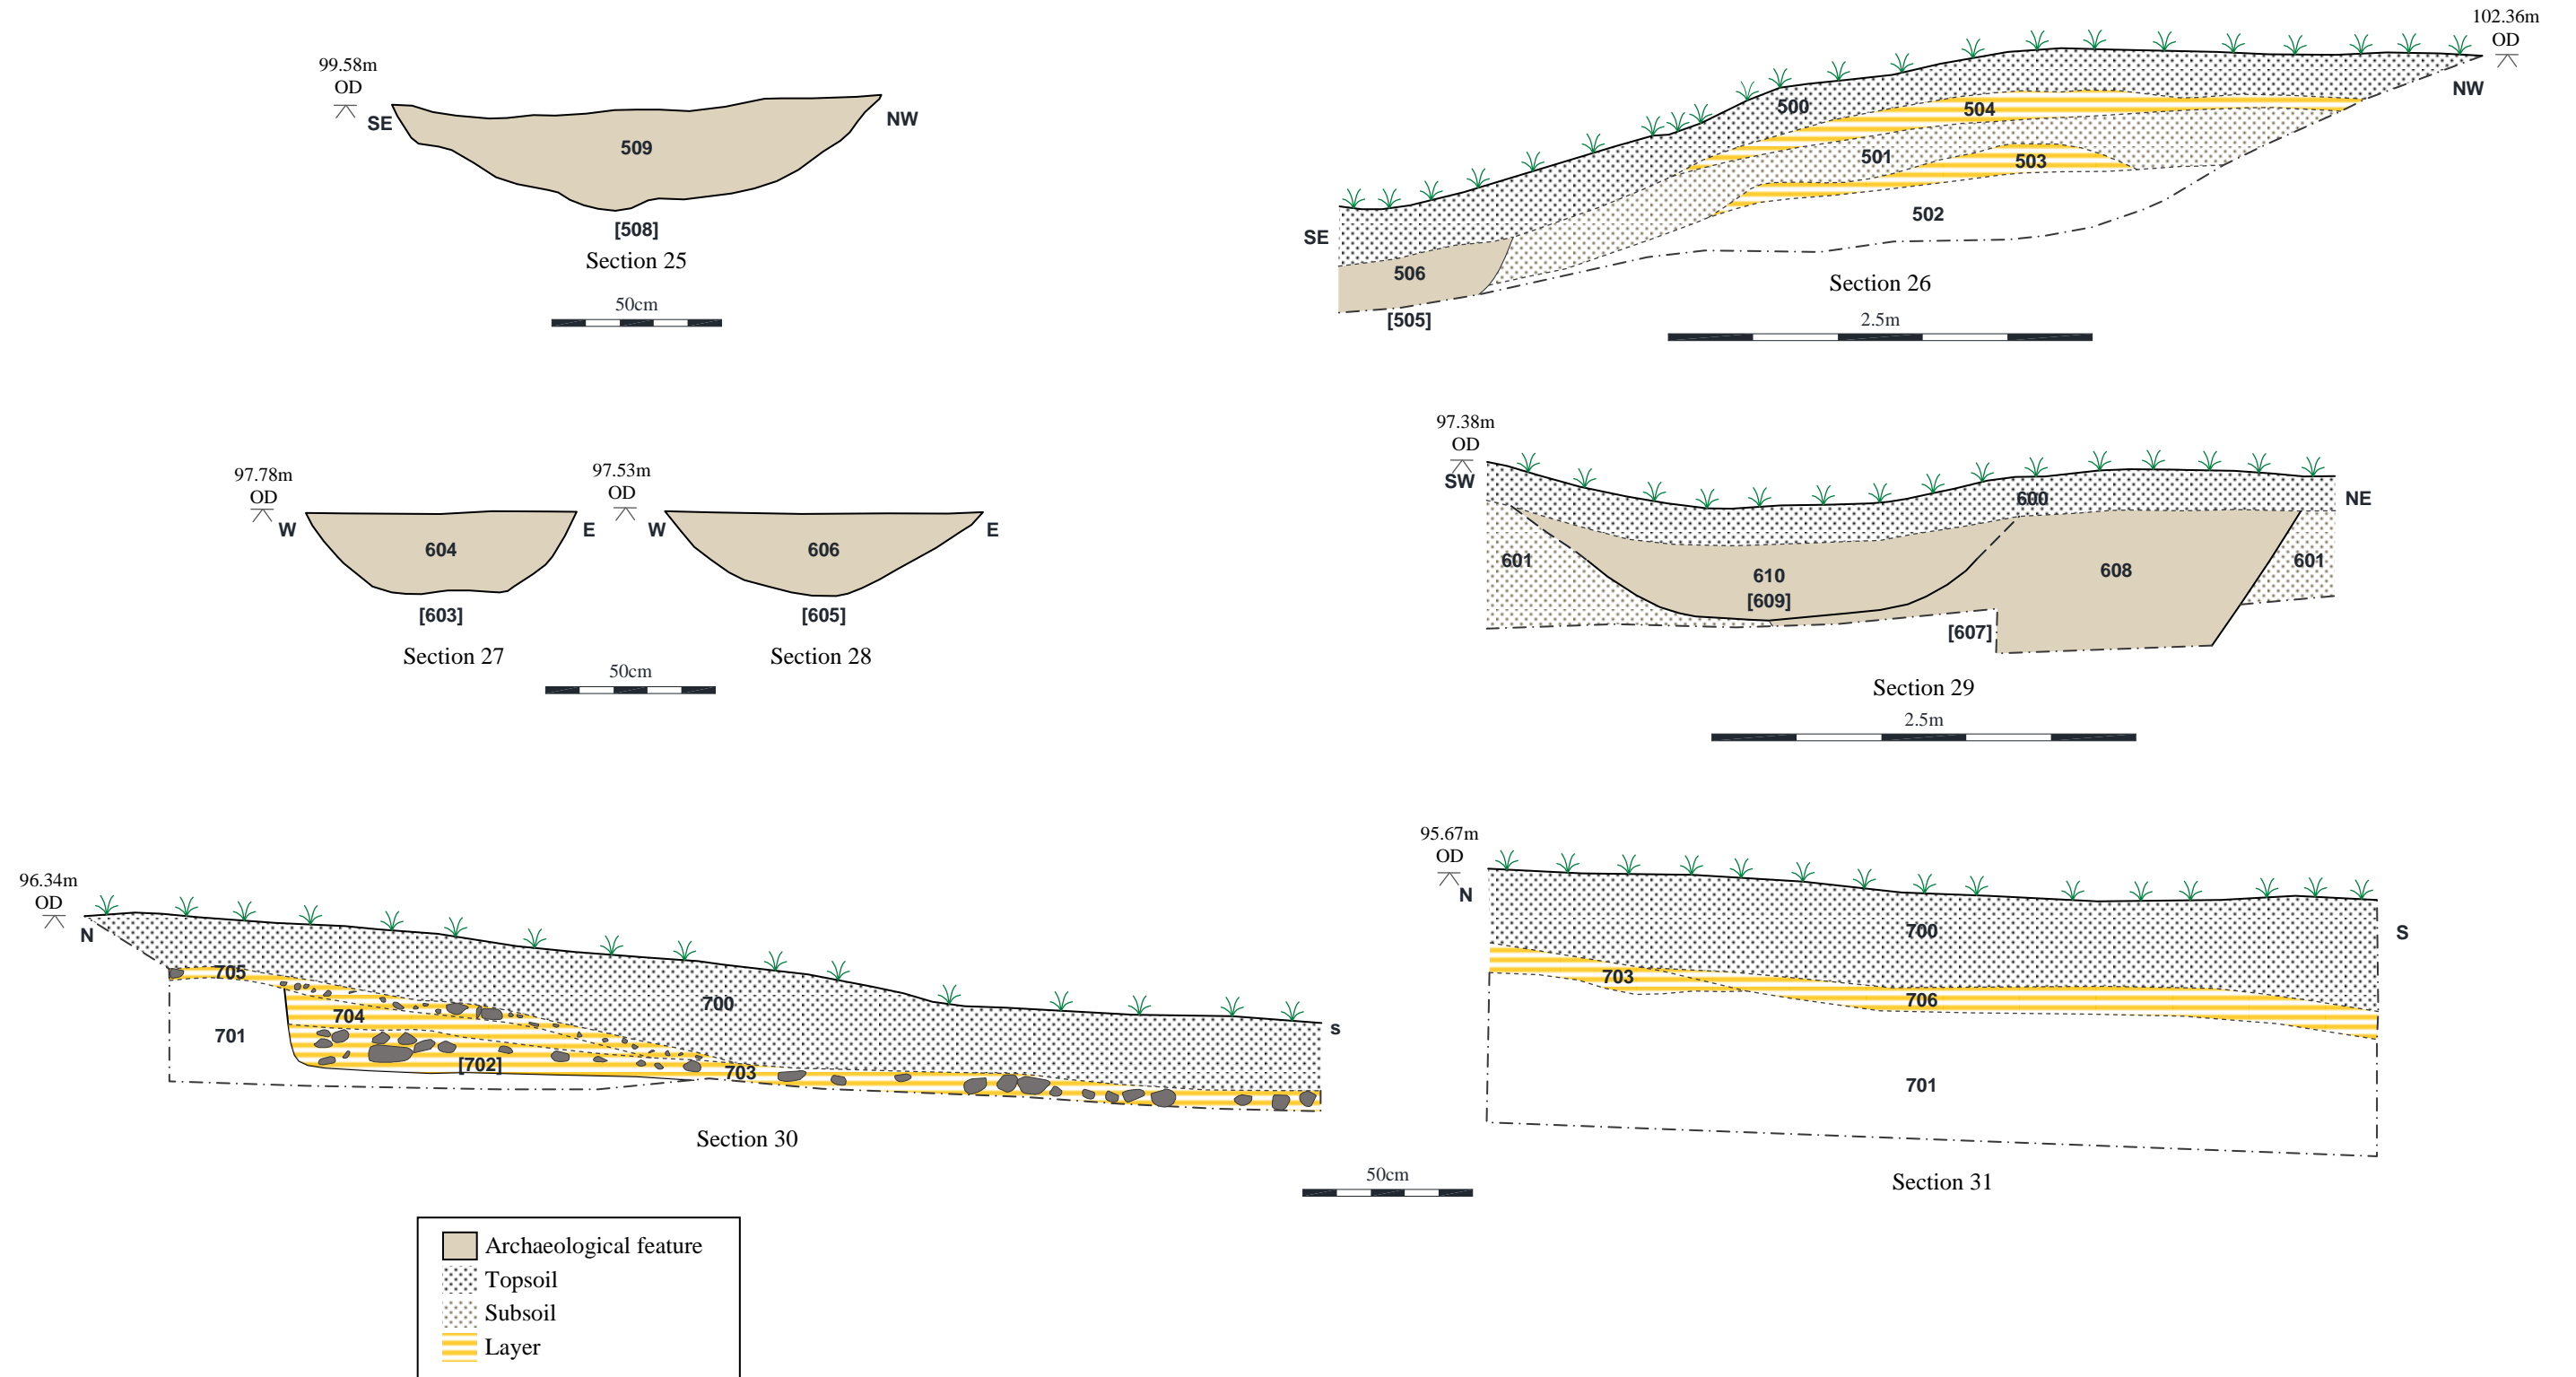 99.58m
OD
SE
NW
509
[508]
Section 25
50cm
102.36m
OD
NW
500
504
501
503
502
SE
506
[505]
Section 26
2.5m
97.78m
OD
W
E
604
[603]
Section 27
97.53m
OD
W
E
606
[605]
Section 28
50cm
97.38m
OD
SW
600
NE
601
601
610
[609]
608
[607]
Section 29
2.5m
96.34m
OD
N
705
700
704
701
[702]
703
s
Section 30
95.67m
OD
N
700
S
703
706
701
Section 31
50cm
Archaeological feature
Topsoil
Subsoil
Layer